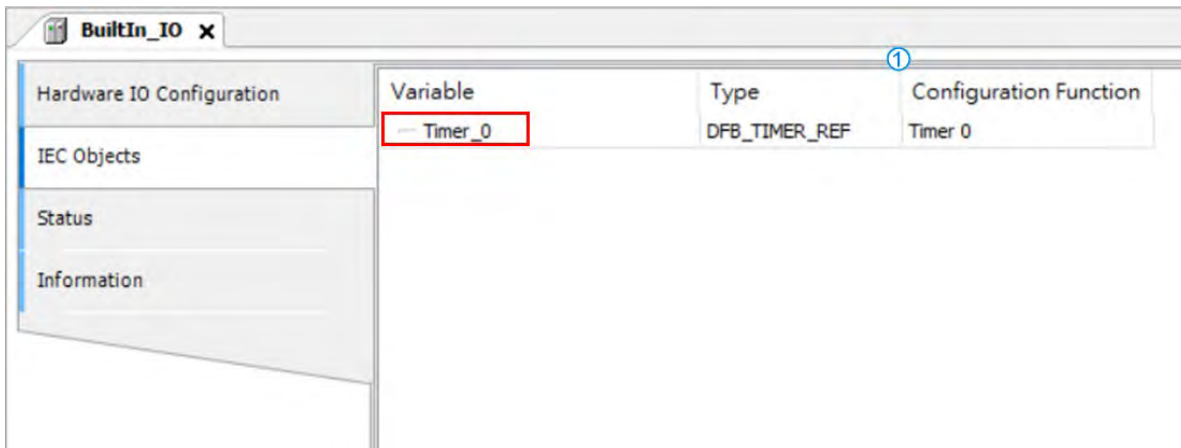 BuiltIn_IO X
①
Hardware IO Configuration
IEC Objects
Status
Information
Variable Type Configuration Function
Timer_0 DFB_TIMER_REF Timer 0